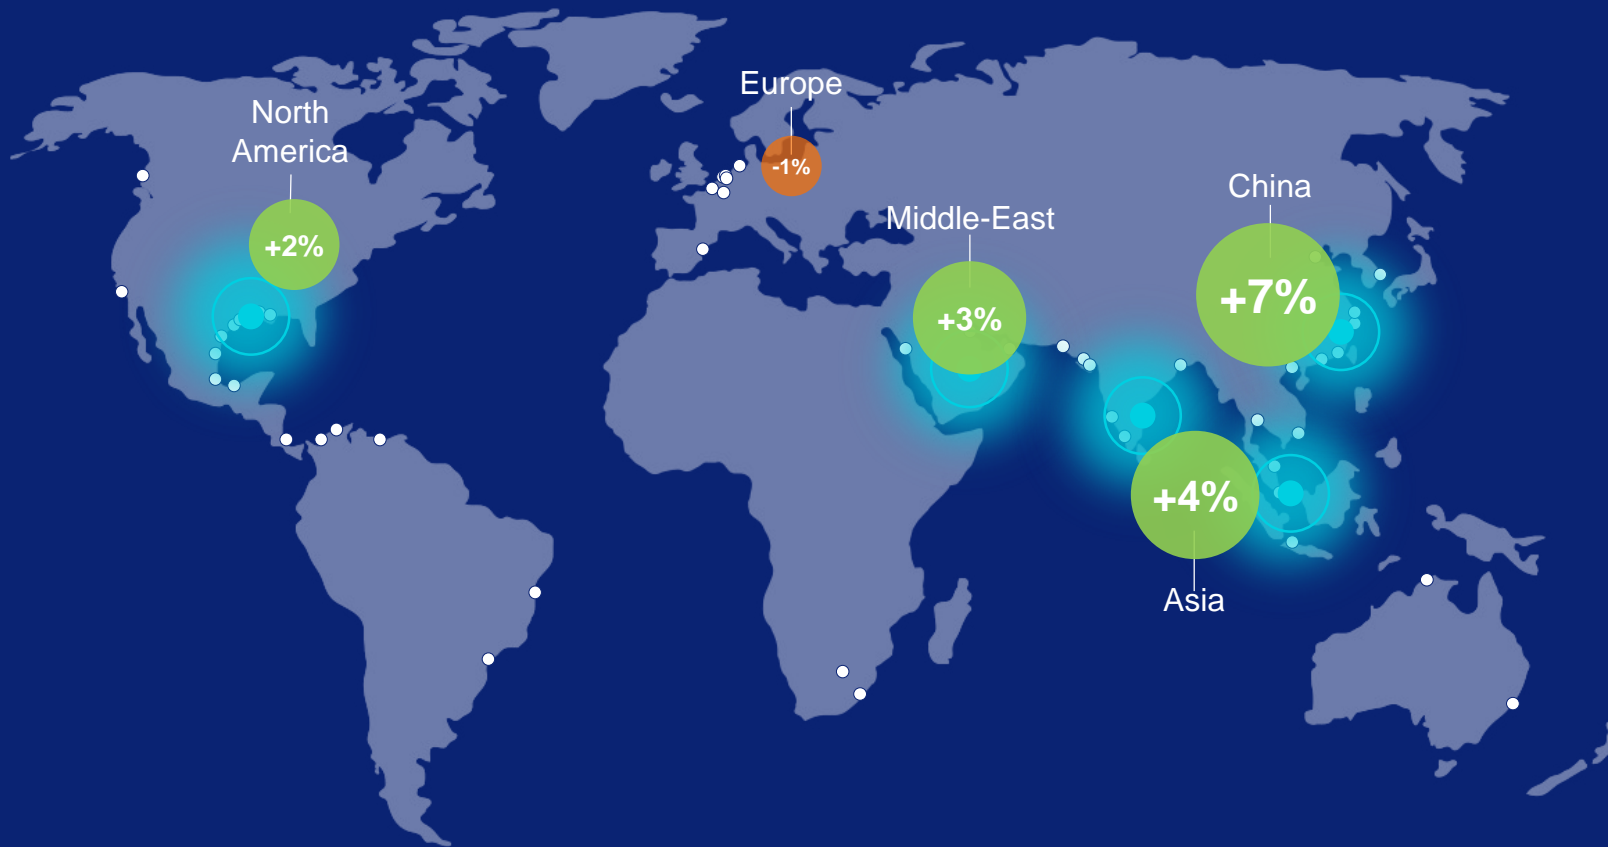 Europe
-1%
North
America
+2%
China
+7%
Middle-East
+3%
+4%
Asia